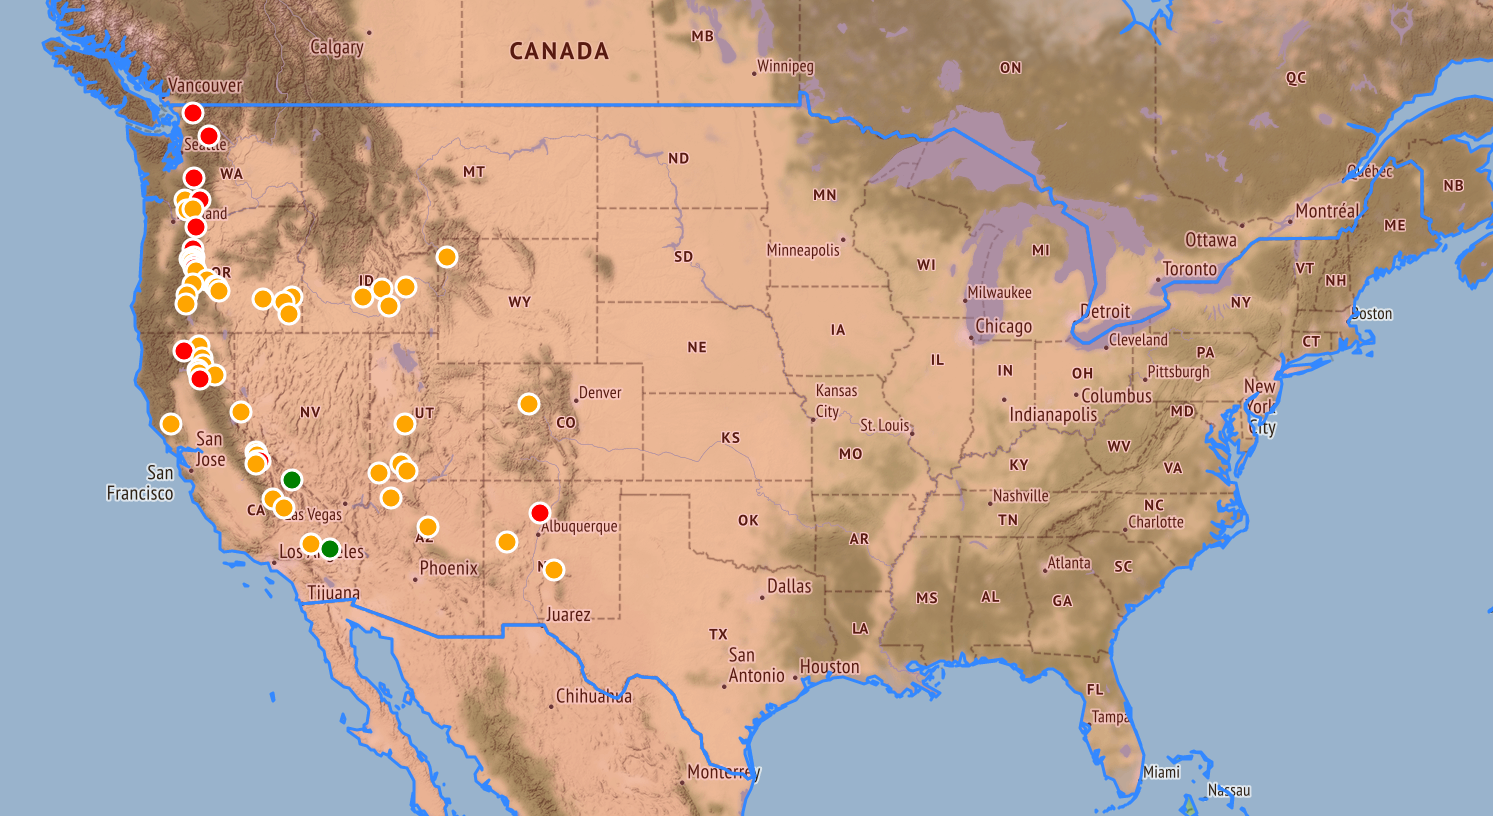 CANADA
MB
Calgary
Winnipeg
ON
QC
Vancouver
Seattle
WA
MT
ND
MN
Québec
NB
Montréal
ME
Ottawa
Minneapolis
MI
SD
WI
Toronto
VT
NH
OR
ID
WY
Milwaukee
NY
Detroit
Boston
Chicago
IA
Cleveland
CT
NE
PA
IL
IN
OH
Pittsburgh
Denver
Kansas
City
Columbus
New
York
City
Indianapolis
MD
NV
UT
CO
St. Louis
San
Jose
KS
WV
MO
KY
VA
San
Francisco
Nashville
NC
CA
Las Vegas
OK
TN
Charlotte
Albuquerque
AZ
AR
Los Angeles
Phoenix
Atlanta
SC
Tijuana
Dallas
MS
AL
GA
Juarez
TX
LA
San
Antonio
Houston
Chihuahua
FL
Tampa
Monterrey
Miami
Nassau